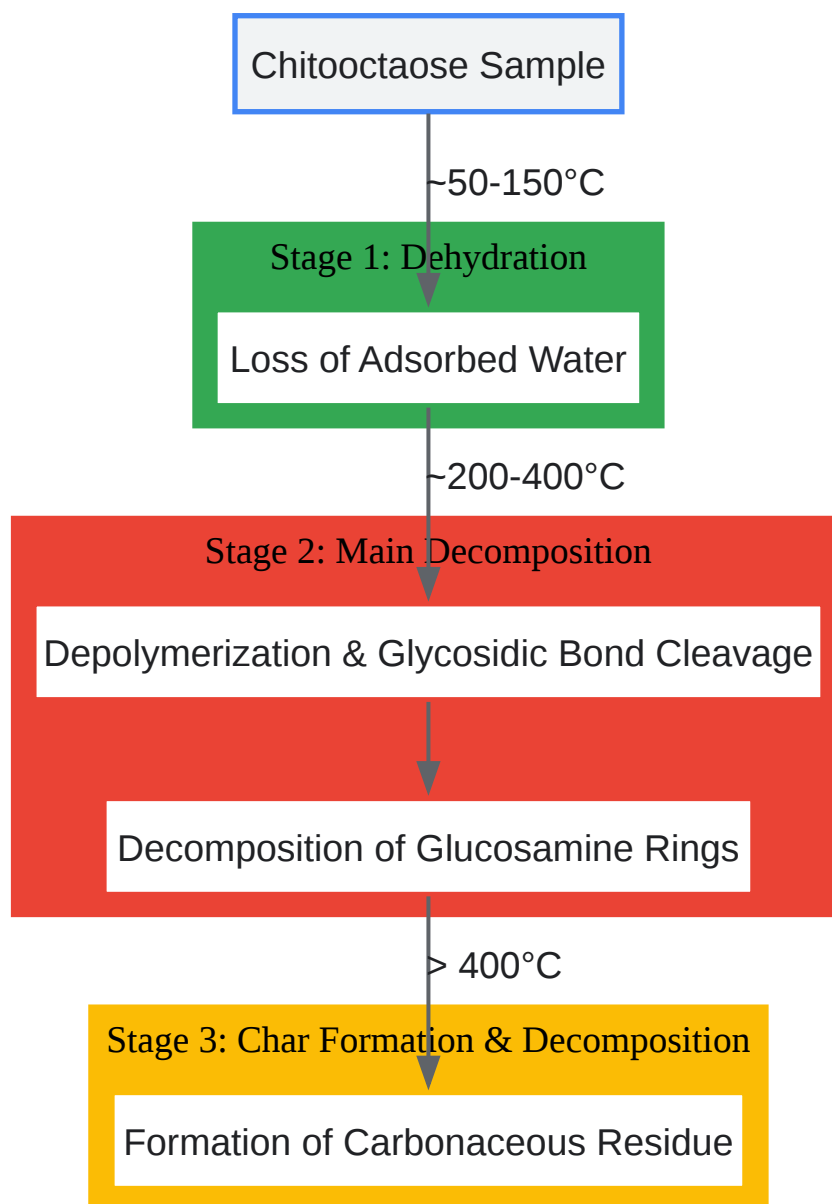 Chitooctaose Sample
~50-150°C
Stage 1: Dehydration
Loss of Adsorbed Water
~200-400°C
Stage 2: Main Decomposition
Depolymerization & Glycosidic Bond Cleavage
Decomposition of Glucosamine Rings
> 400°C
Stage 3: Char Formation & Decomposition
Formation of Carbonaceous Residue